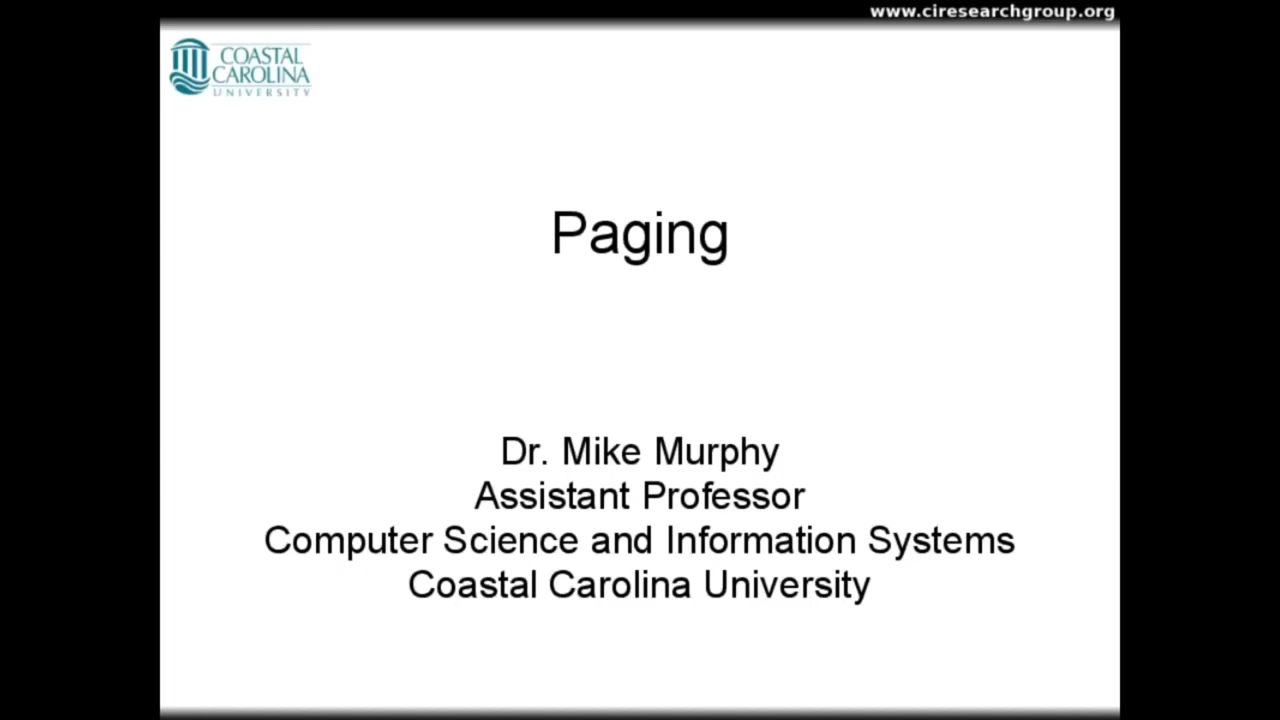 www.ciresearchgroup.org
COASTAL
CAROLINA
UNIVERSITY
Paging
Dr. Mike Murphy
Assistant Professor
Computer Science and Information Systems
Coastal Carolina University